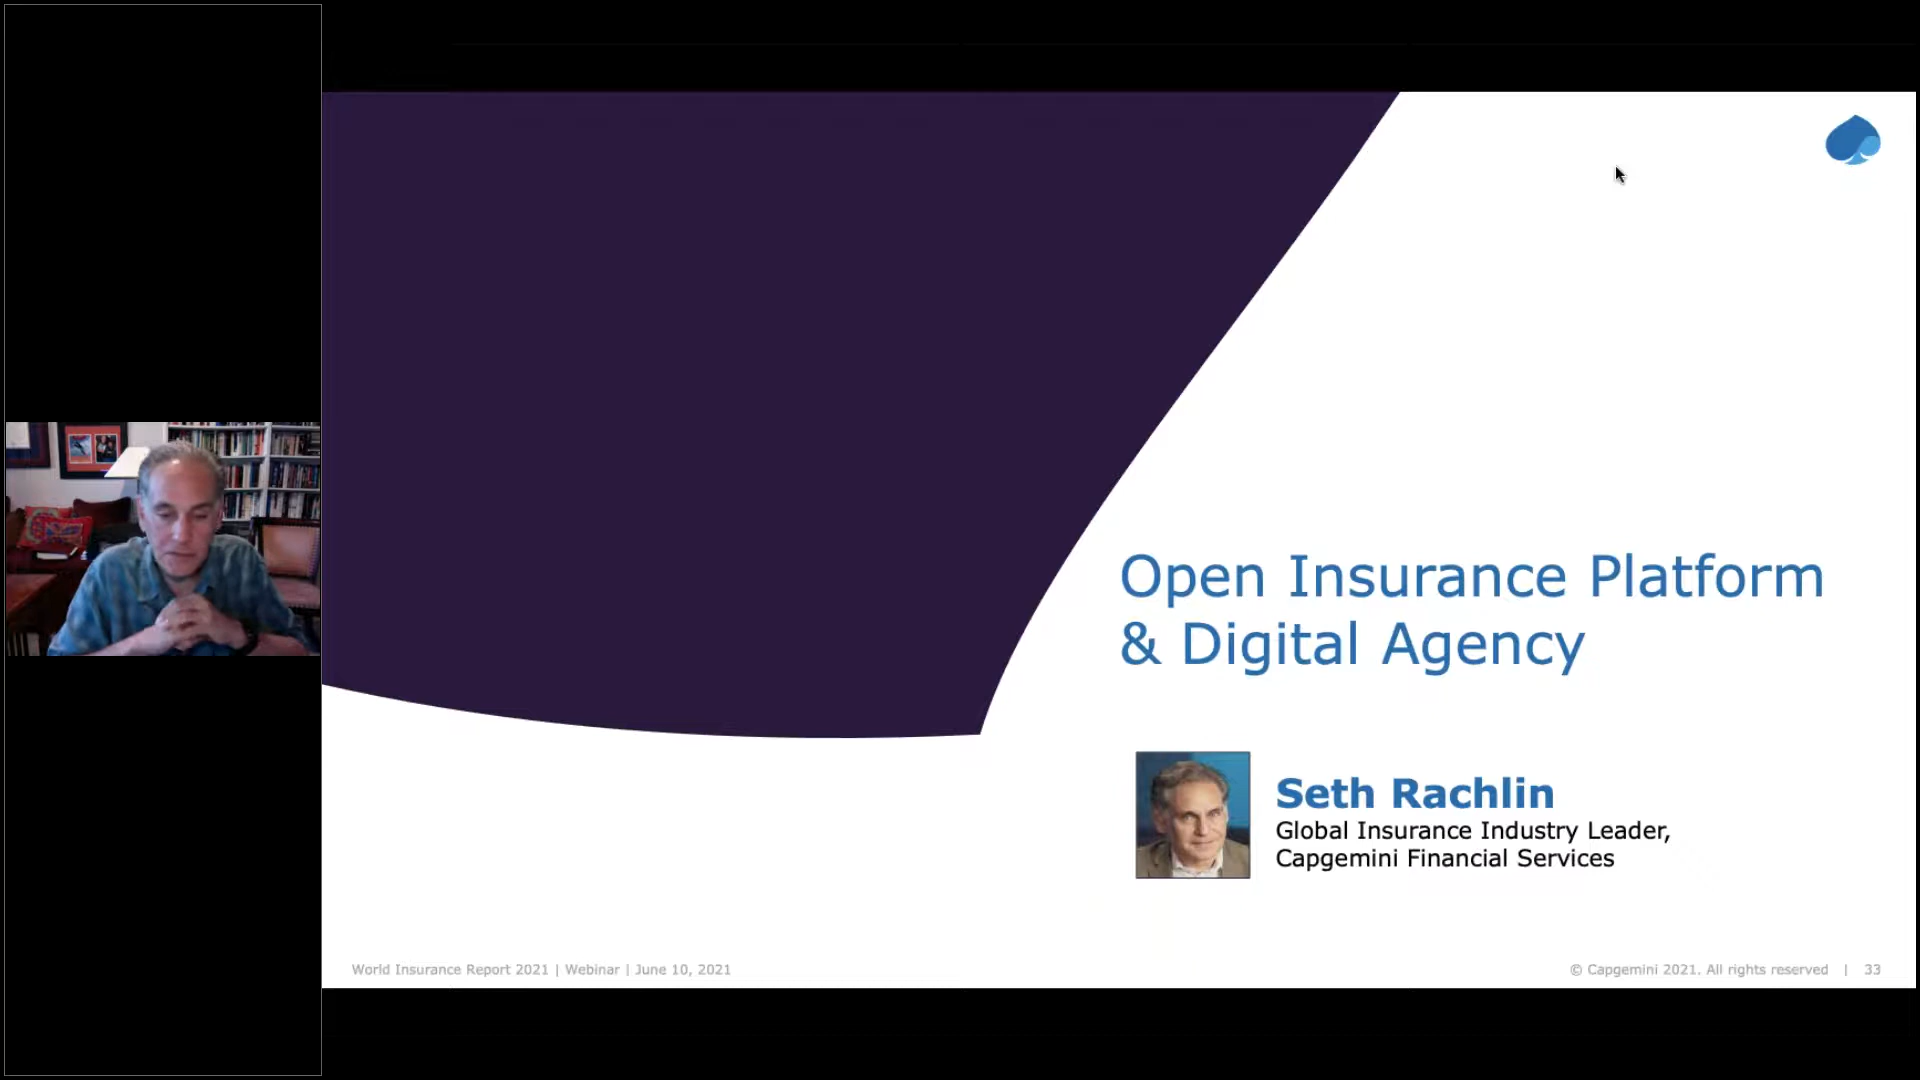 Open Insurance Platform
& Digital Agency
Seth Rachlin
Global Insurance Industry Leader,
Capgemini Financial Services
World Insurance Report 2021 | Webinar | June 10, 2021
© Capgemini 2021. All rights reserved | 33